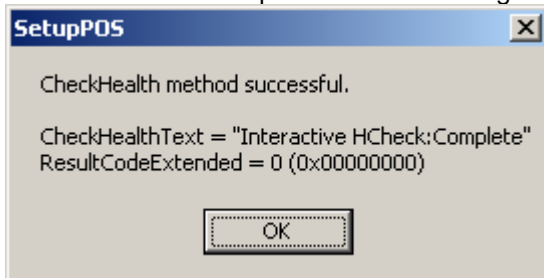 SetupPOS
CheckHealth method successful.
CheckHealthText = "Interactive HCheck:Complete"
ResultCodeExtended = 0 (0x00000000)
OK